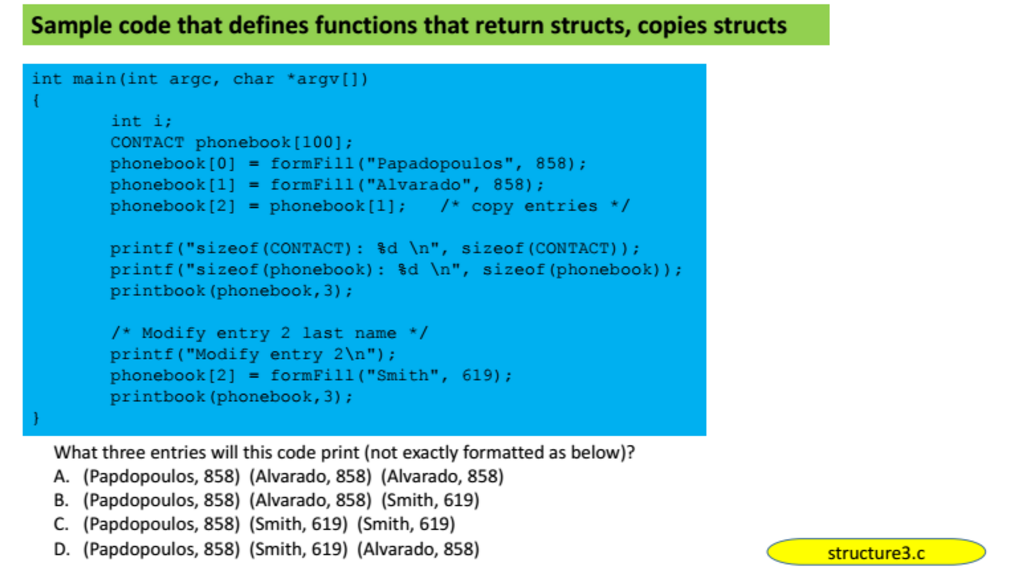 Sample code that defines functions that return structs, copies structs
int main(int argc, char *argv[])
{
int i;
CONTACT phonebook[100];
phonebook[0] = formFill("Papadopoulos", 858);
phonebook[1] = formFill("Alvarado", 858);
phonebook[2] = phonebook[1]; /* copy entries */
printf("sizeof(CONTACT): %d \n", sizeof(CONTACT));
printf("sizeof(phonebook): %d \n", sizeof(phonebook));
printbook(phonebook,3);
/* Modify entry 2 last name */
printf("Modify entry 2\n");
phonebook[2] = formFill("Smith", 619);
printbook(phonebook,3);
}
What three entries will this code print (not exactly formatted as below)?
A. (Papdopoulos, 858) (Alvarado, 858) (Alvarado, 858)
B. (Papdopoulos, 858) (Alvarado, 858) (Smith, 619)
C. (Papdopoulos, 858) (Smith, 619) (Smith, 619)
D. (Papdopoulos, 858) (Smith, 619) (Alvarado, 858)
structure3.c